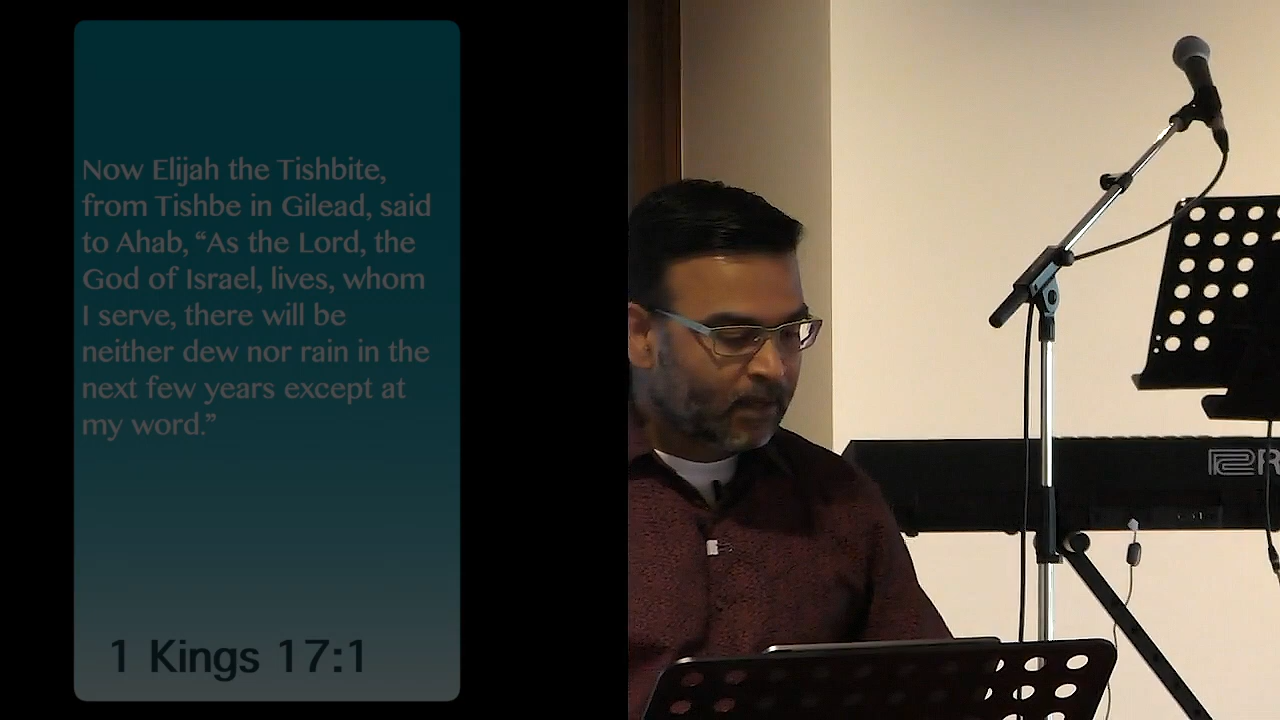 Now Elijah the Tishbite,
from Tishbe in Gilead, said
to Ahab, “As the Lord, the
God of Israel, lives, whom
I serve, there will be
neither dew nor rain in the
next few years except at
my word.”
1 Kings 17:1